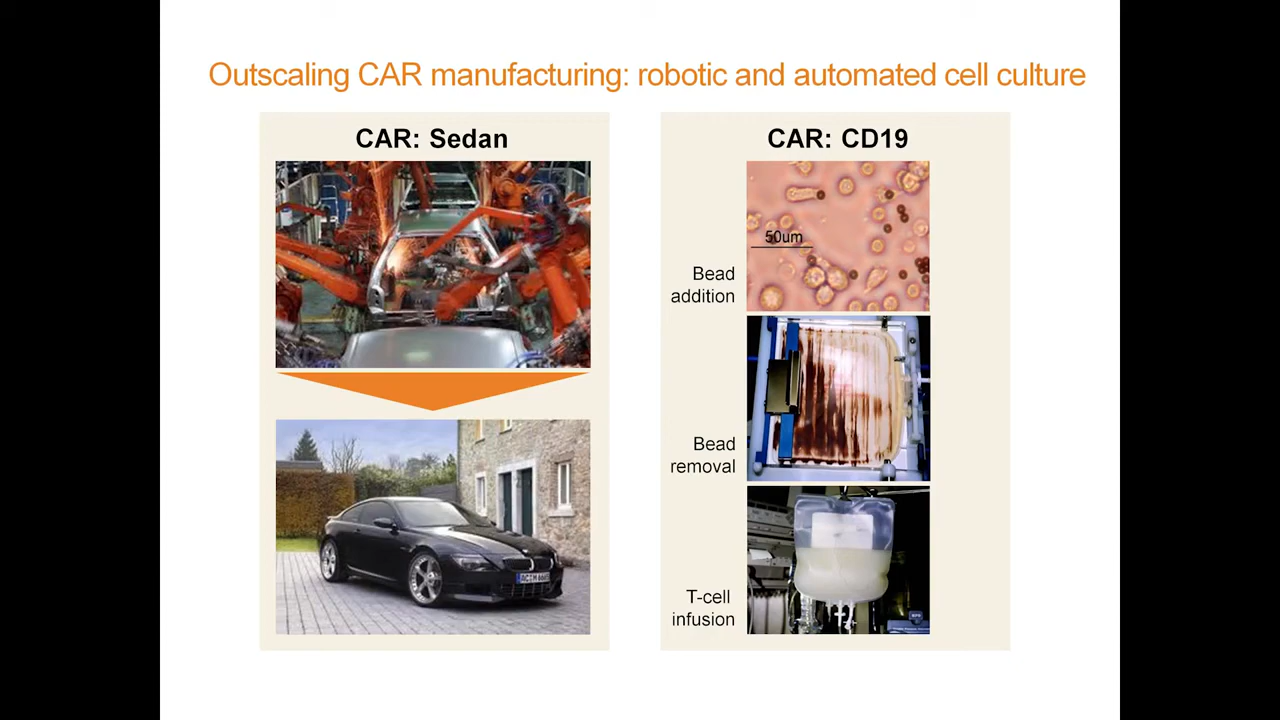 Outscaling CAR manufacturing: robotic and automated cell culture
CAR: Sedan
CAR: CD19
50um
Bead
addition
Bead
removal
T-cell
infusion